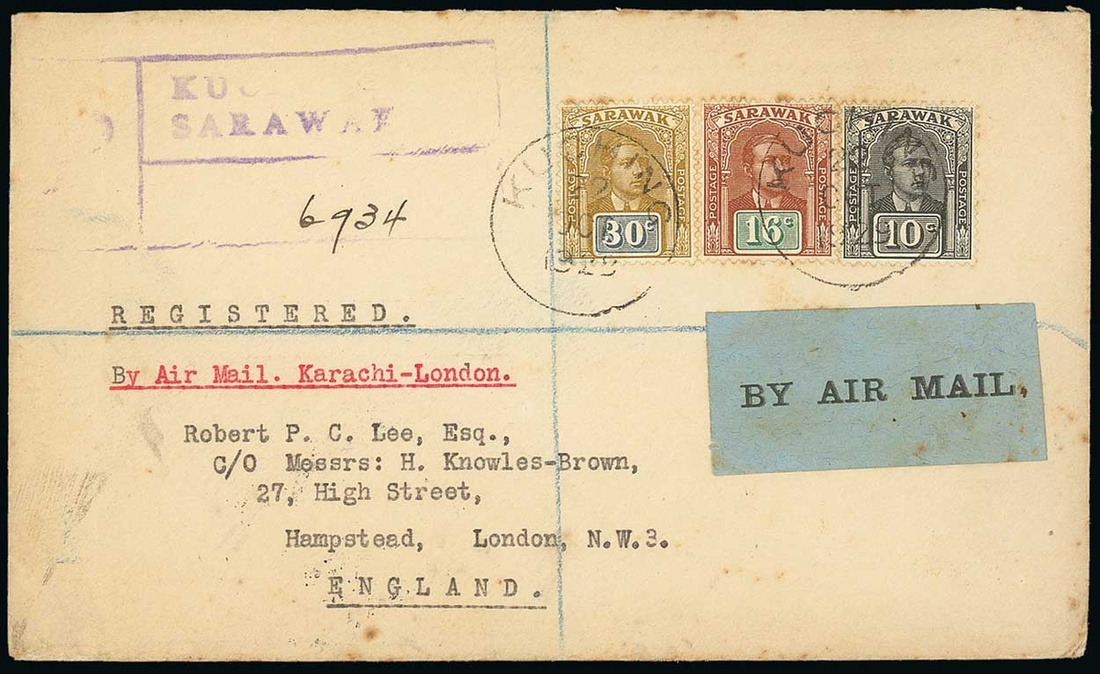 SARAWAK
6934
SARAWAK
POSTAGE POSTAGE
30c
SARAWAK
POSTAGE POSTAGE
16c
SARAWAK
POSTAGE POSTAGE
10c
KUCHING
REGISTERED.
By Air Mail. Karachi-London.
BY AIR MAIL.
Robert P. C. Lee, Esq.,
C/O Messrs: H. Knowles-Brown,
27, High Street,
Hampstead, London, N.W.3.
ENGLAND.